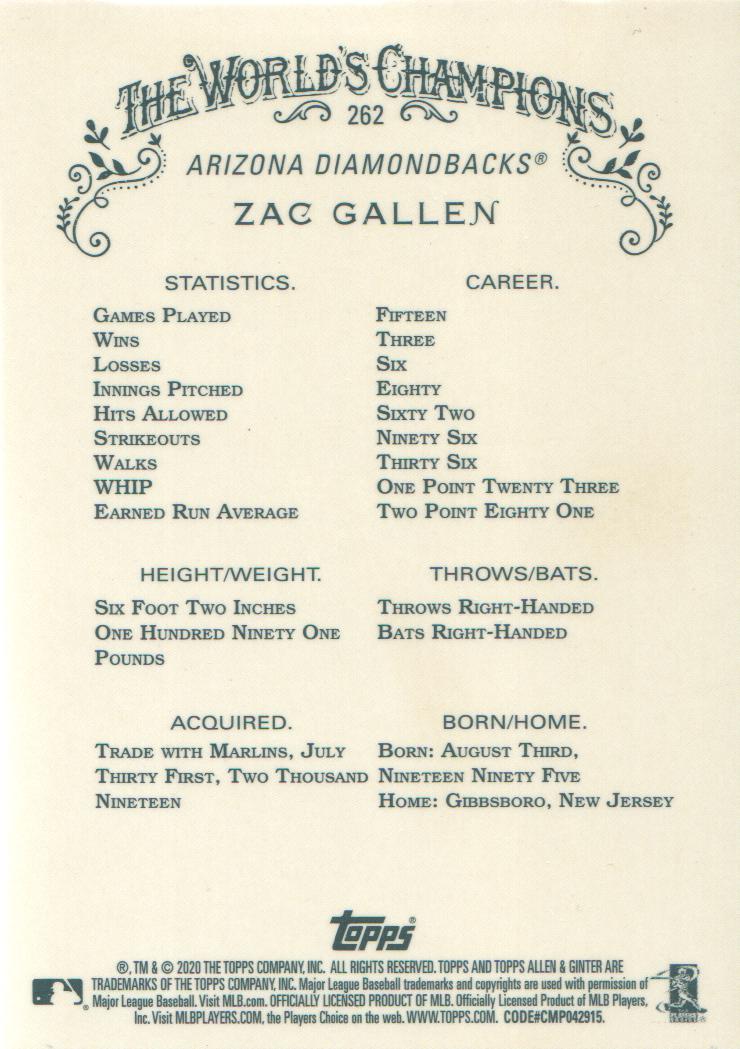 THE WORLD'S CHAMPIONS
262
ARIZONA DIAMONDBACKS®
ZAC GALLEN
STATISTICS. CAREER.
GAMES PLAYED FIFTEEN
WINS THREE
LOSSES SIX
INNINGS PITCHED EIGHTY
HITS ALLOWED SIXTY TWO
STRIKEOUTS NINETY SIX
WALKS THIRTY SIX
WHIP ONE POINT TWENTY THREE
EARNED RUN AVERAGE TWO POINT EIGHTY ONE
HEIGHT/WEIGHT.
SIX FOOT TWO INCHES
ONE HUNDRED NINETY ONE
POUNDS
THROWS/BATS.
THROWS RIGHT-HANDED
BATS RIGHT-HANDED
ACQUIRED.
TRADE WITH MARLINS, JULY
THIRTY FIRST, TWO THOUSAND
NINETEEN
BORN/HOME.
BORN: AUGUST THIRD,
NINETEEN NINETY FIVE
HOME: GIBBSBORO, NEW JERSEY
TOPPS®
®, TM & © 2020 THE TOPPS COMPANY, INC. ALL RIGHTS RESERVED. TOPPS AND TOPPS ALLEN & GINTER ARE
TRADEMARKS OF THE TOPPS COMPANY, INC. Major League Baseball trademarks and copyrights are used with permission of
Major League Baseball. Visit MLB.com. OFFICIALLY LICENSED PRODUCT OF MLB. Officially Licensed Product of MLB Players,
Inc. Visit MLBPLAYERS.COM, the Players Choice on the web. WWW.TOPPS.COM. CODE#CMP042915.